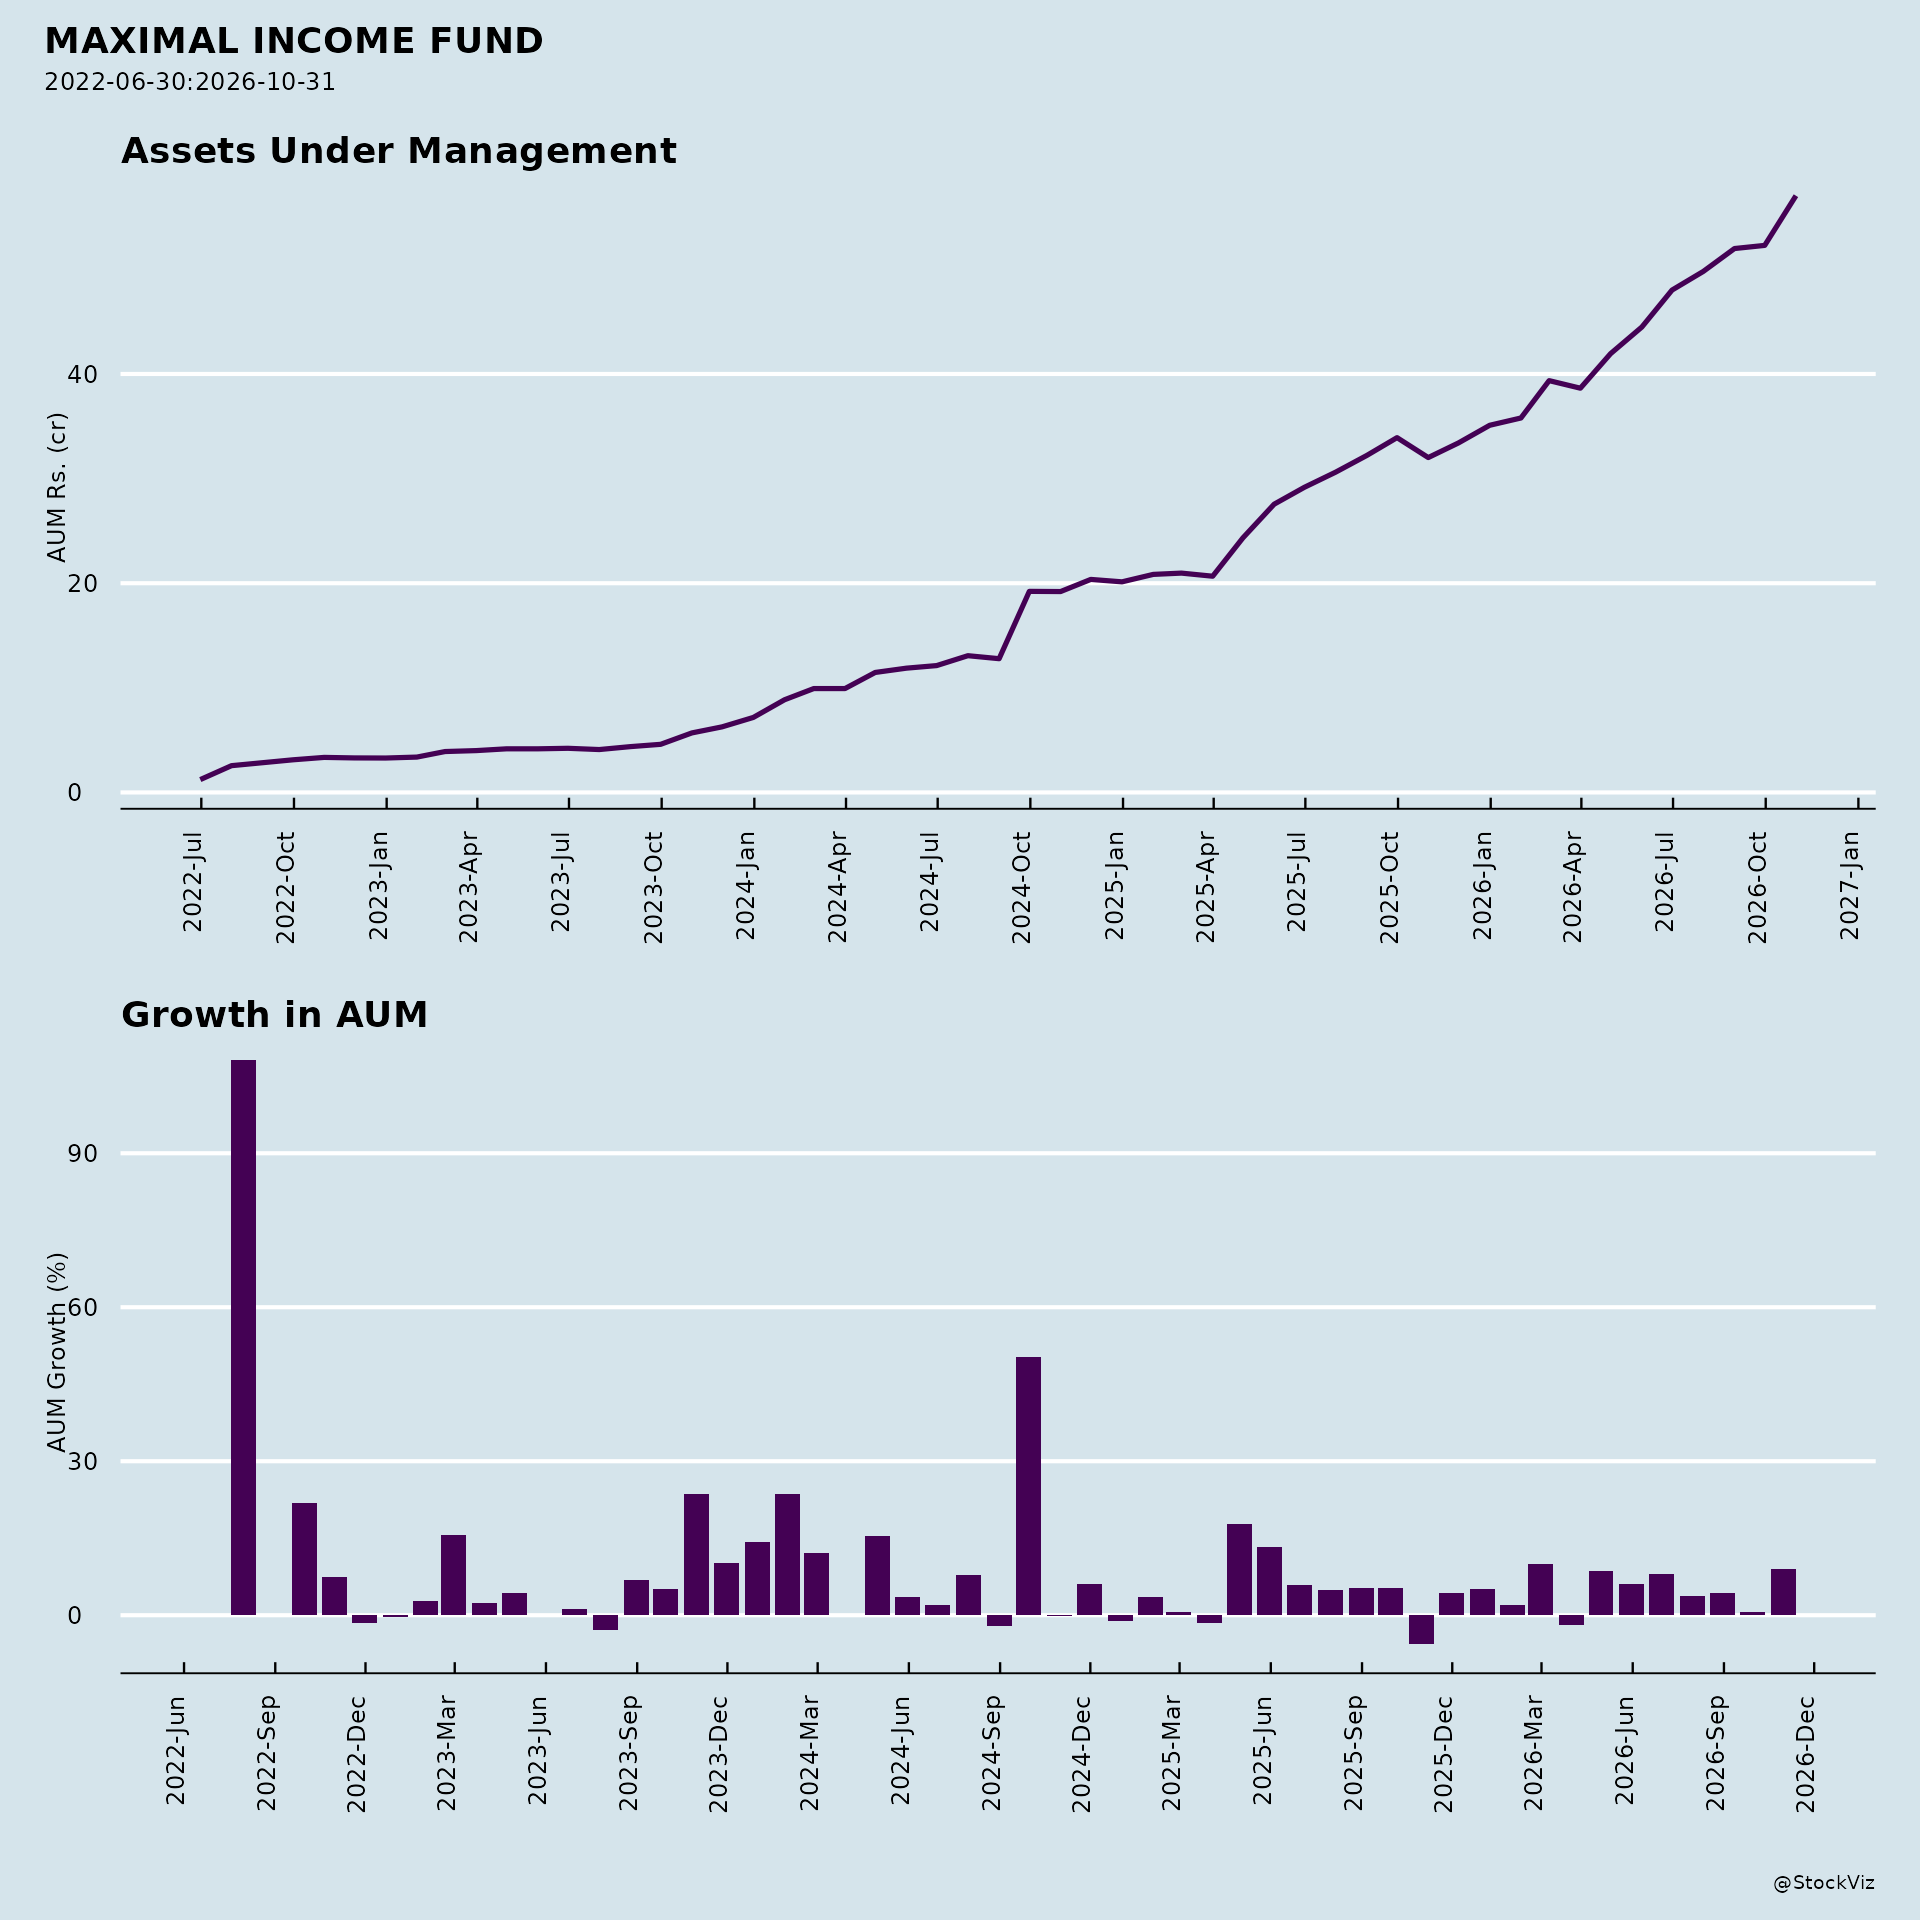 MAXIMAL INCOME FUND
2022-06-30:2026-10-31
Assets Under Management
AUM Rs. (cr)
40
20
0
2022-Jul
2022-Oct
2023-Jan
2023-Apr
2023-Jul
2023-Oct
2024-Jan
2024-Apr
2024-Jul
2024-Oct
2025-Jan
2025-Apr
2025-Jul
2025-Oct
2026-Jan
2026-Apr
2026-Jul
2026-Oct
2027-Jan
Growth in AUM
AUM Growth (%)
90
60
30
0
2022-Jun
2022-Sep
2022-Dec
2023-Mar
2023-Jun
2023-Sep
2023-Dec
2024-Mar
2024-Jun
2024-Sep
2024-Dec
2025-Mar
2025-Jun
2025-Sep
2025-Dec
2026-Mar
2026-Jun
2026-Sep
2026-Dec
@StockViz